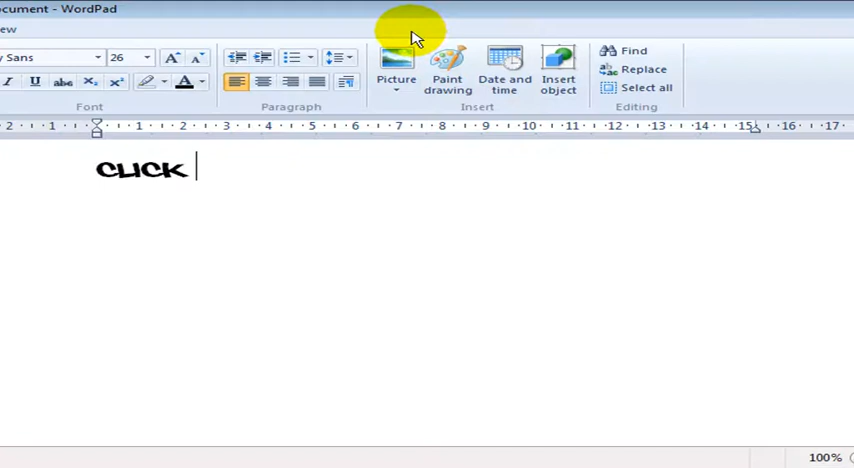 ocument - WordPad
ew
y Sans 26
Picture
Paint drawing
Date and time
Insert object
Find
Replace
Select all
Font Paragraph Insert Editing
2 1 1 2 3 4 5 6 7 8 9 10 11 12 13 14 15 16 17
CLICK
100%